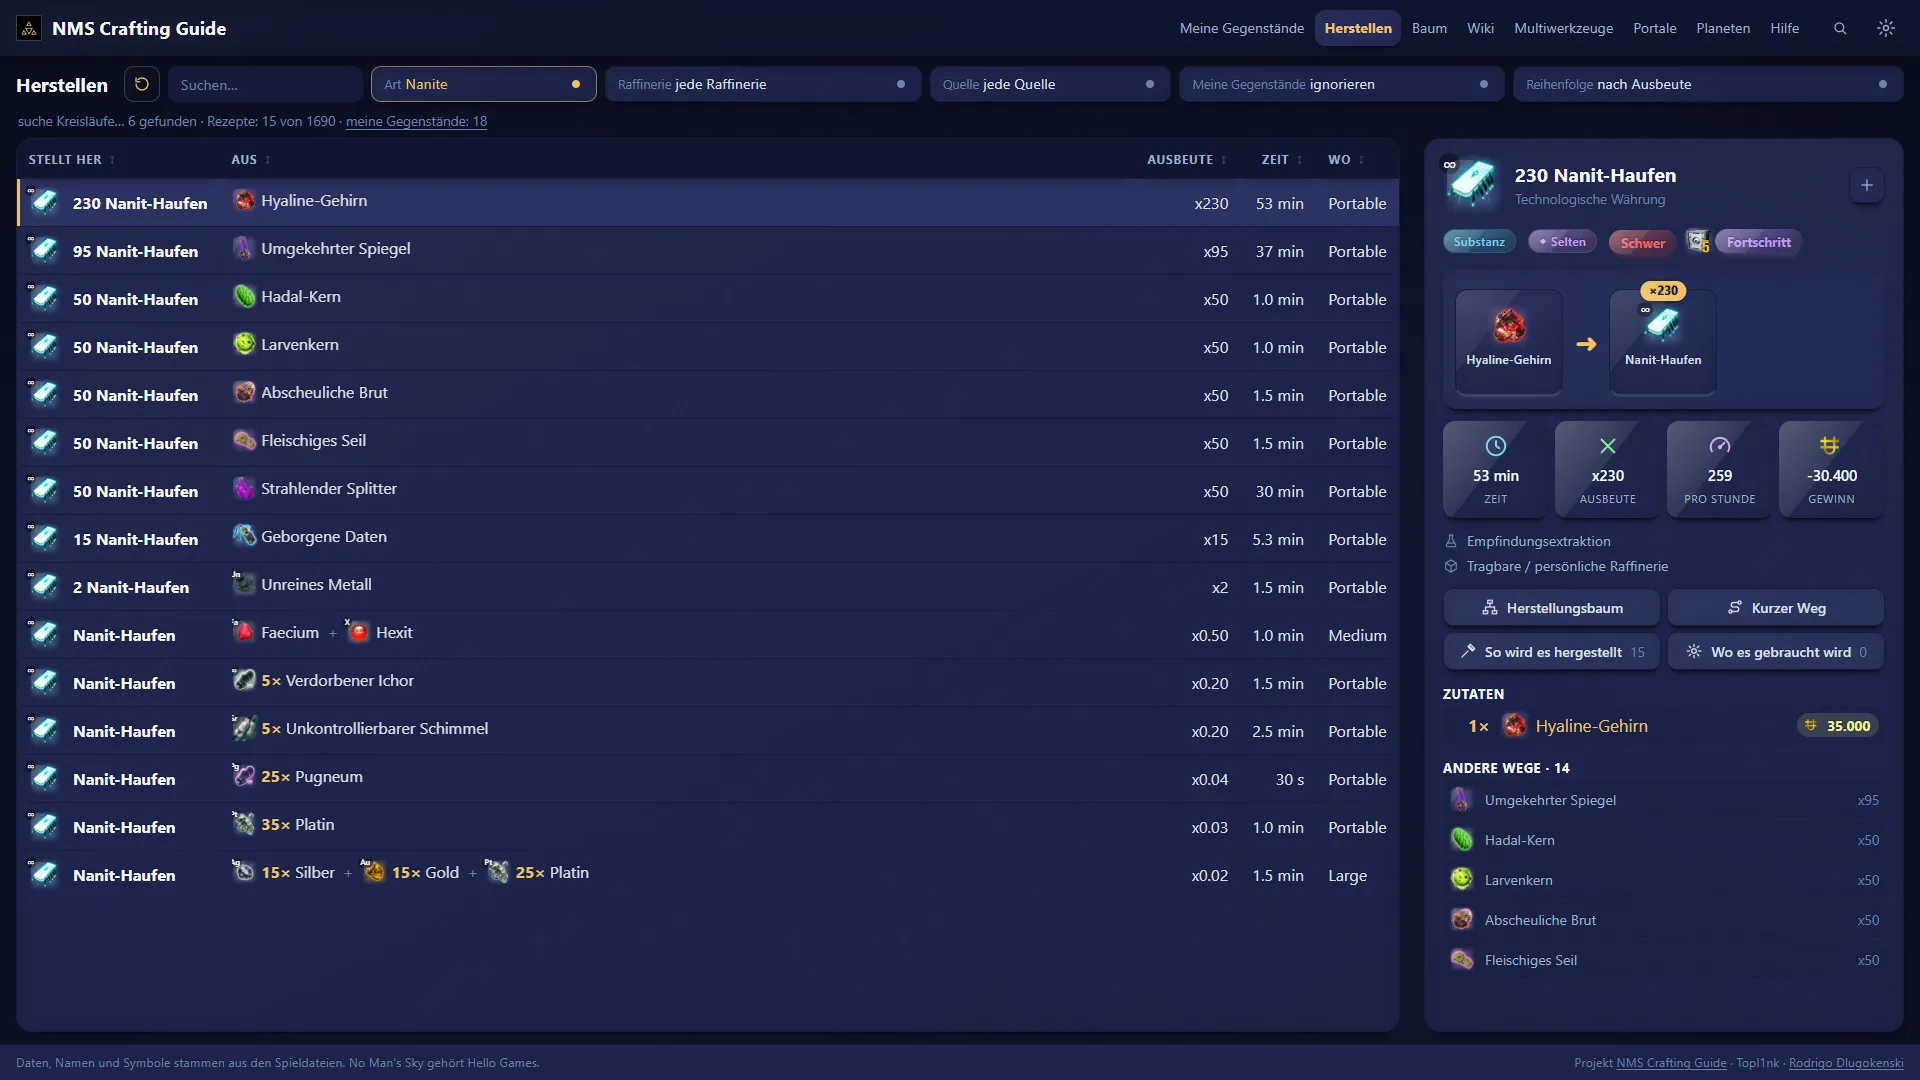 NMS Crafting Guide
Meine Gegenstände Herstellen Baum Wiki Multiwerkzeuge Portale Planeten Hilfe
Herstellen Suchen... Art Nanite Raffinerie jede Raffinerie Quelle jede Quelle Meine Gegenstände ignorieren Reihenfolge nach Ausbeute
suche Kreisläufe... 6 gefunden · Rezepte: 15 von 1690 · meine Gegenstände: 18
STELLT HER AUS AUSBEUTE ZEIT WO
230 Nanit-Haufen Hyaline-Gehirn x230 53 min Portable
95 Nanit-Haufen Umgekehrter Spiegel x95 37 min Portable
50 Nanit-Haufen Hadal-Kern x50 1.0 min Portable
50 Nanit-Haufen Larvenkern x50 1.0 min Portable
50 Nanit-Haufen Abscheuliche Brut x50 1.5 min Portable
50 Nanit-Haufen Fleischiges Seil x50 1.5 min Portable
50 Nanit-Haufen Strahlender Splitter x50 30 min Portable
15 Nanit-Haufen Geborgene Daten x15 5.3 min Portable
2 Nanit-Haufen Unreines Metall x2 1.5 min Portable
Nanit-Haufen Faecium + Hexit x0.50 1.0 min Medium
Nanit-Haufen 5× Verdorbener Ichor x0.20 1.5 min Portable
Nanit-Haufen 5× Unkontrollierbarer Schimmel x0.20 2.5 min Portable
Nanit-Haufen 25× Pugneum x0.04 30 s Portable
Nanit-Haufen 35× Platin x0.03 1.0 min Portable
Nanit-Haufen 15× Silber + 15× Gold + 25× Platin x0.02 1.5 min Large
230 Nanit-Haufen
Technologische Währung
Substanz Selten Schwer 5 Fortschritt
×230
Hyaline-Gehirn Nanit-Haufen
53 min x230 259 -30.400
ZEIT AUSBEUTE PRO STUNDE GEWINN
Empfindungsextraktion
Tragbare / persönliche Raffinerie
Herstellungsbaum Kurzer Weg
So wird es hergestellt 15 Wo es gebraucht wird 0
ZUTATEN
1× Hyaline-Gehirn 35.000
ANDERE WEGE · 14
Umgekehrter Spiegel x95
Hadal-Kern x50
Larvenkern x50
Abscheuliche Brut x50
Fleischiges Seil x50
Daten, Namen und Symbole stammen aus den Spieldateien. No Man's Sky gehört Hello Games.
Projekt NMS Crafting Guide · Topl1nk · Rodrigo Dlugokenski